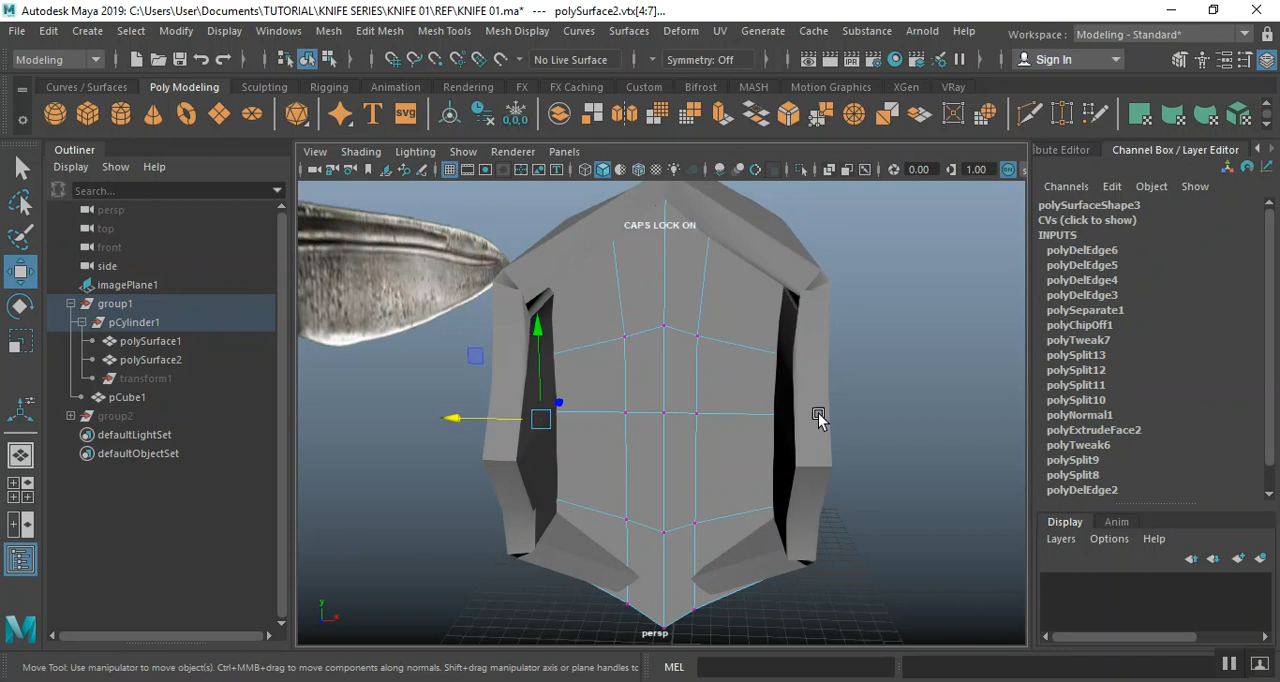 Autodesk Maya 2019: C:\Users\User\Documents\TUTORIAL\KNIFE SERIES\KNIFE 01\REF\KNIFE 01.ma* --- polySurface2.vtx[4:7]...
File Edit Create Select Modify Display Windows Mesh Edit Mesh Mesh Tools Mesh Display Curves Surfaces Deform UV Generate Cache Substance Arnold Help Workspace : Modeling - Standard*
Modeling No Live Surface Symmetry: Off Sign In
Curves / Surfaces Poly Modeling Sculpting Rigging Animation Rendering FX FX Caching Custom Bifrost MASH Motion Graphics XGen VRay
svg 0,0,0
Outliner
Display Show Help
Search...
persp
top
front
side
imagePlane1
group1
pCylinder1
polySurface1
polySurface2
transform1
pCube1
group2
defaultLightSet
defaultObjectSet
View Shading Lighting Show Renderer Panels
0.00 1.00
CAPS LOCK ON
persp
y
x
bute Editor Channel Box / Layer Editor
Channels Edit Object Show
polySurfaceShape3
CVs (click to show)
INPUTS
polyDelEdge6
polyDelEdge5
polyDelEdge4
polyDelEdge3
polySeparate1
polyChipOff1
polyTweak7
polySplit13
polySplit12
polySplit11
polySplit10
polyNormal1
polyExtrudeFace2
polyTweak6
polySplit9
polySplit8
polyDelEdge2
Display Anim
Layers Options Help
Move Tool: Use manipulator to move object(s). Ctrl+MMB+drag to move components along normals. Shift+drag manipulator axis or plane handles to
MEL